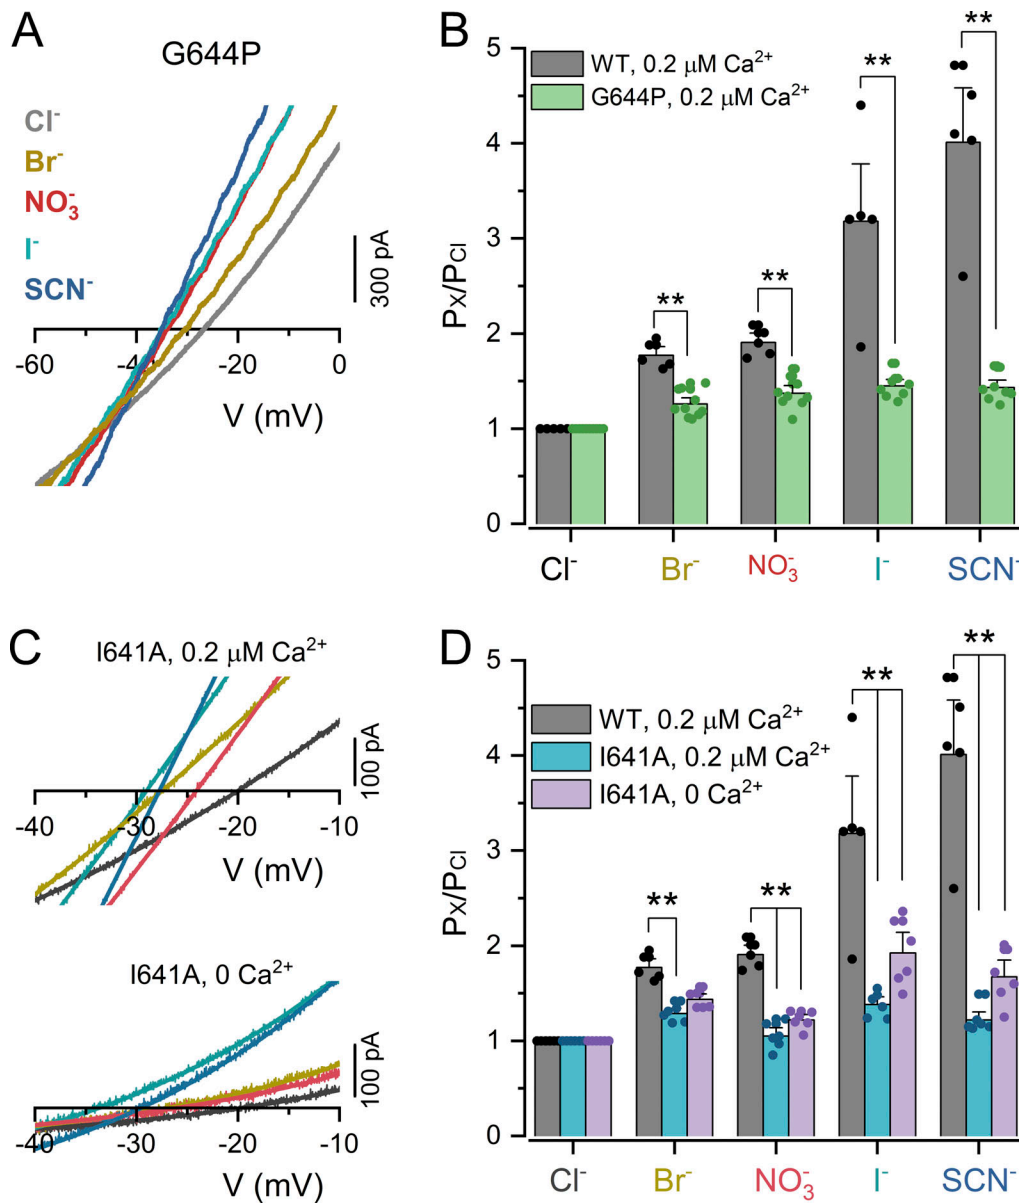 A
G644P
Cl⁻
Br⁻
NO₃⁻
I⁻
SCN⁻
300 pA
-60 -40 -20 0
V (mV)
B
WT, 0.2 μM Ca²⁺
G644P, 0.2 μM Ca²⁺
** ** ** **
Px/PCl
5
4
3
2
1
0
Cl⁻ Br⁻ NO₃⁻ I⁻ SCN⁻
C
I641A, 0.2 μM Ca²⁺
100 pA
-40 -30 -20 -10
V (mV)
I641A, 0 Ca²⁺
100 pA
-40 -30 -20 -10
V (mV)
D
WT, 0.2 μM Ca²⁺
I641A, 0.2 μM Ca²⁺
I641A, 0 Ca²⁺
** ** ** **
Px/PCl
5
4
3
2
1
0
Cl⁻ Br⁻ NO₃⁻ I⁻ SCN⁻